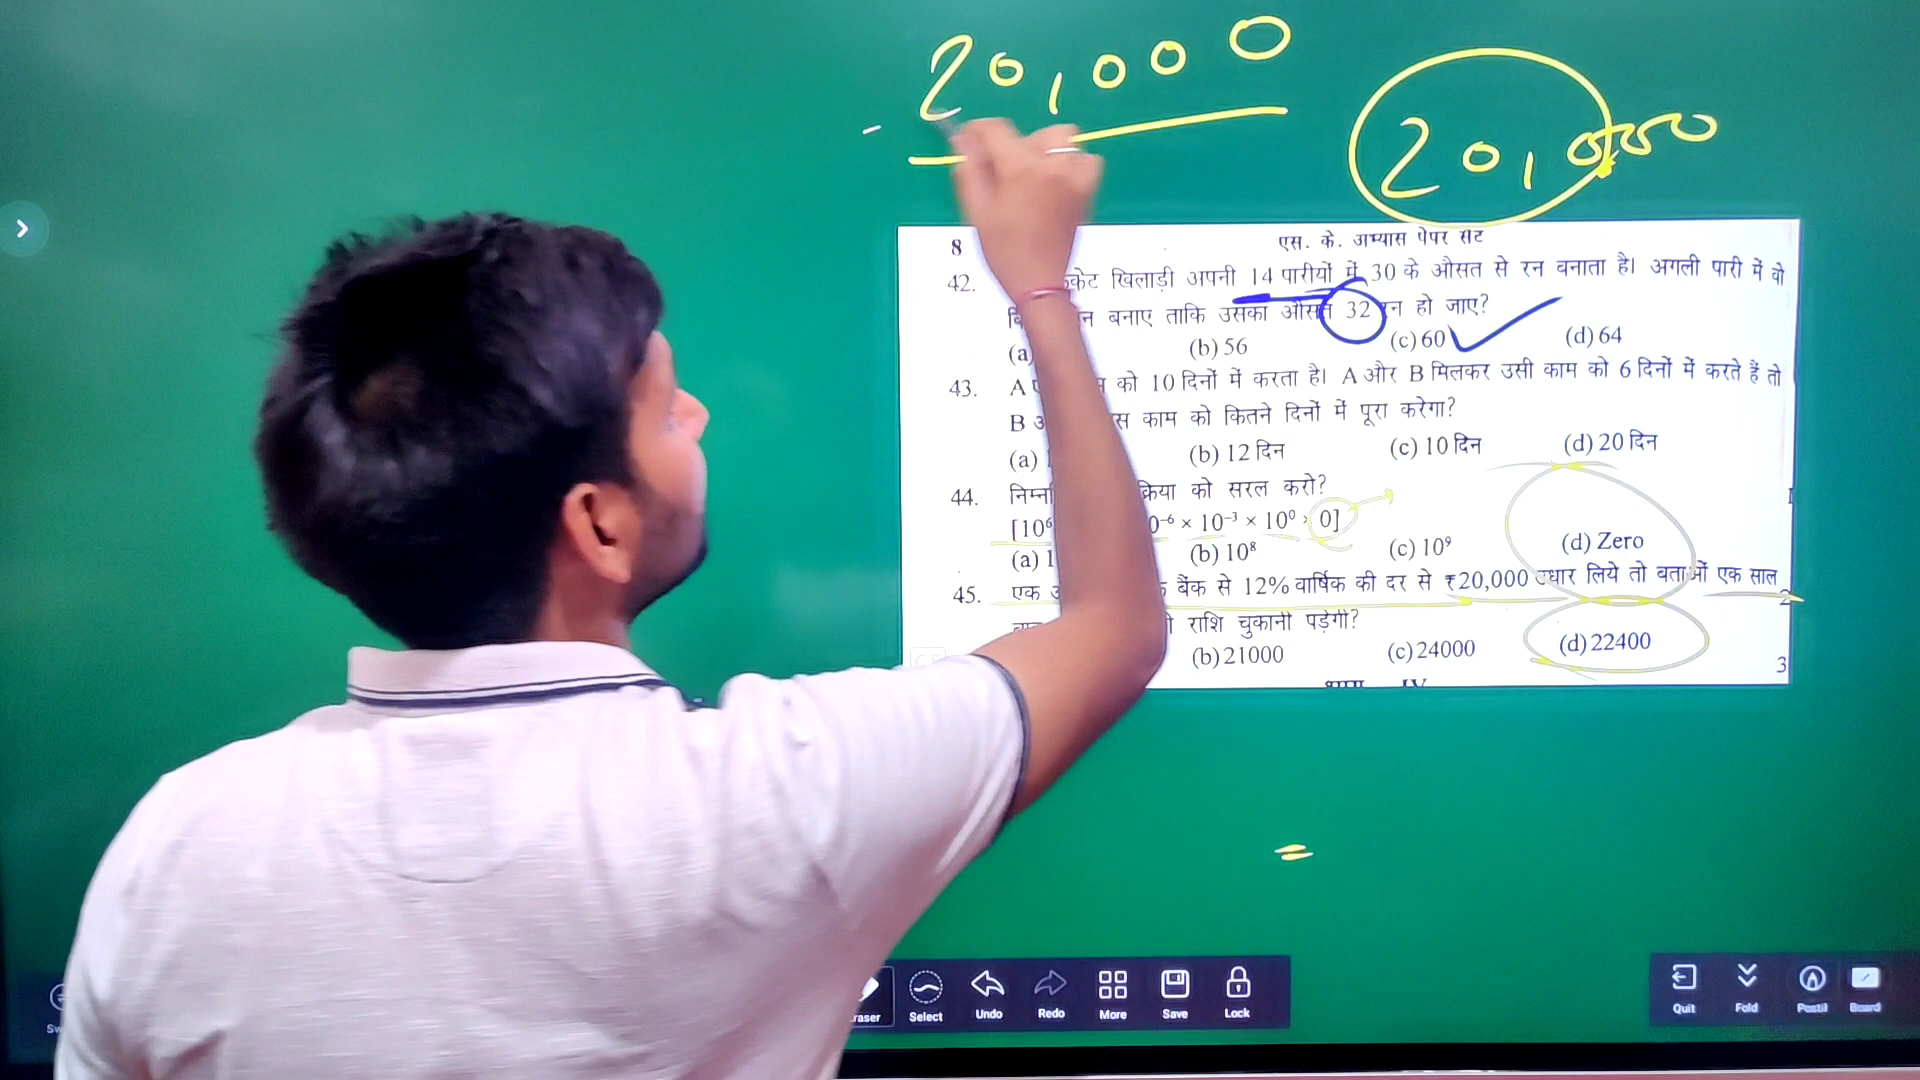 20,000
20,000
8 एस. के. अभ्यास पेपर सेट
42. खिलाड़ी अपनी 14 पारीयों में 30 के औसत से रन बनाता है। अगली पारी में वो
बनाए ताकि उसका औसत 32 रन हो जाए?
(a) (b) 56 (c) 60 (d) 64
43. A को 10 दिनों में करता है। A और B मिलकर उसी काम को 6 दिनों में करते हैं तो
B काम को कितने दिनों में पूरा करेगा?
(a) (b) 12 दिन (c) 10 दिन (d) 20 दिन
44. को सरल करो?
× 10⁻³ × 10⁰ 0]
(a) (b) 10⁸ (c) 10⁹ (d) Zero
45. एक बैंक से 12% वार्षिक की दर से ₹20,000 उधार लिये तो बताओं एक साल
राशि चुकानी पड़ेगी?
(b) 21000 (c) 24000 (d) 22400
3
=
Select Undo Redo More Save Lock Quit Fold Board